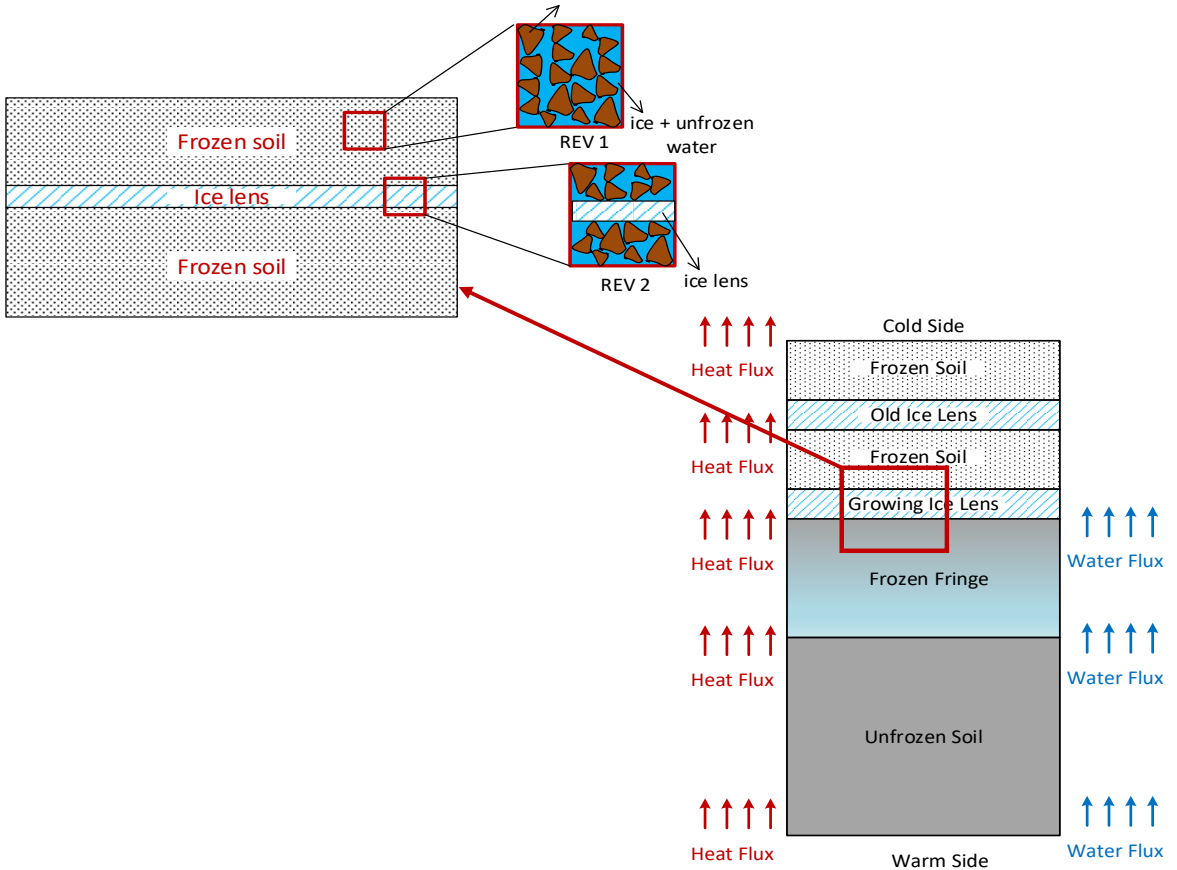 ice + unfrozen
water
REV 1
Frozen soil
Ice lens
Frozen soil
ice lens
REV 2
Cold Side
Heat Flux
Frozen Soil
Old Ice Lens
Heat Flux
Frozen Soil
Growing Ice Lens
Heat Flux
Water Flux
Frozen Fringe
Heat Flux
Water Flux
Unfrozen Soil
Heat Flux
Water Flux
Warm Side